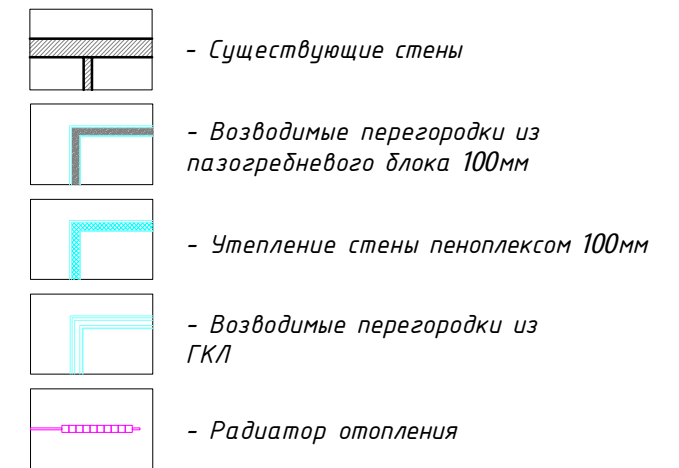 - Существующие стены
- Возводимые перегородки из
пазогребневого блока 100мм
- Утепление стены пеноплексом 100мм
- Возводимые перегородки из
ГКЛ
- Радиатор отопления